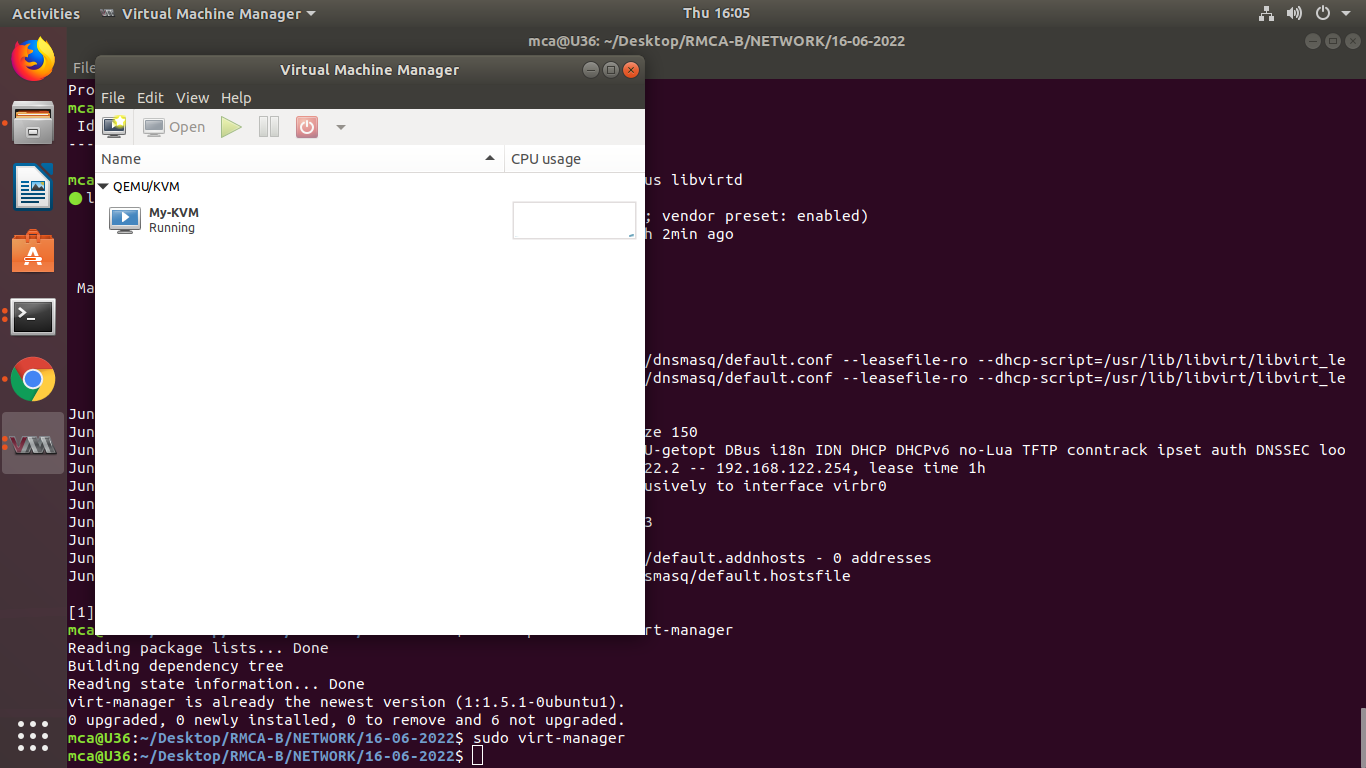 Activities Virtual Machine Manager Thu 16:05
mca@U36: ~/Desktop/RMCA-B/NETWORK/16-06-2022
File
Virtual Machine Manager
File Edit View Help
Open
Name CPU usage
QEMU/KVM
My-KVM
Running
Pro
mca
Id
---
mca us libvirtd
l
; vendor preset: enabled)
h 2min ago
Ma
/dnsmasq/default.conf --leasefile-ro --dhcp-script=/usr/lib/libvirt/libvirt_le
/dnsmasq/default.conf --leasefile-ro --dhcp-script=/usr/lib/libvirt/libvirt_le
Jun
Jun ze 150
Jun U-getopt DBus i18n IDN DHCP DHCPv6 no-Lua TFTP conntrack ipset auth DNSSEC loo
Jun 22.2 -- 192.168.122.254, lease time 1h
Jun usively to interface virbr0
Jun
Jun 3
Jun
Jun /default.addnhosts - 0 addresses
Jun smasq/default.hostsfile
[1]
mca rt-manager
Reading package lists... Done
Building dependency tree
Reading state information... Done
virt-manager is already the newest version (1:1.5.1-0ubuntu1).
0 upgraded, 0 newly installed, 0 to remove and 6 not upgraded.
mca@U36:~/Desktop/RMCA-B/NETWORK/16-06-2022$ sudo virt-manager
mca@U36:~/Desktop/RMCA-B/NETWORK/16-06-2022$